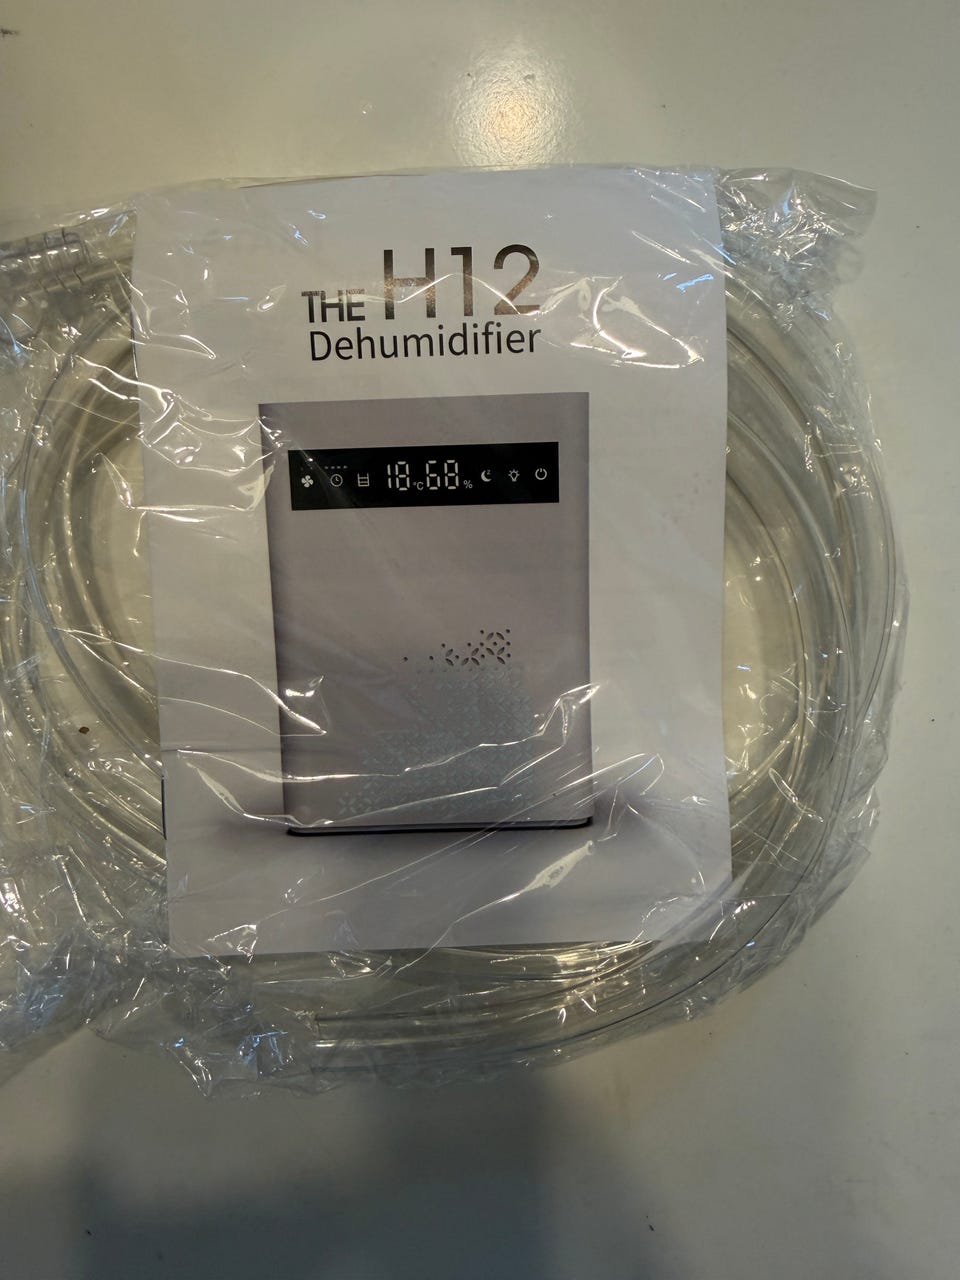 THE H12
Dehumidifier
18°C 68%